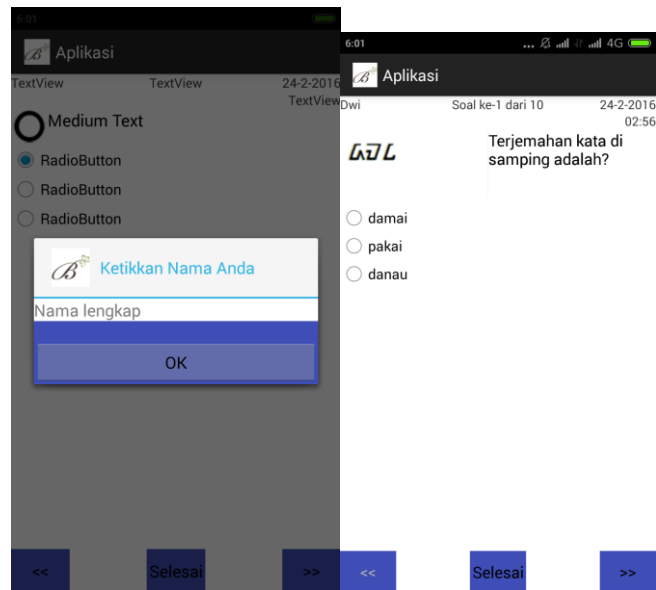 6:01
Aplikasi
TextView TextView 24-2-2016
TextView
Medium Text
RadioButton
RadioButton
RadioButton
B Ketikkan Nama Anda
Nama lengkap
OK
<< Selesai >>
6:01 ... 4G
Aplikasi
Dwi Soal ke-1 dari 10 24-2-2016
02:56
Terjemahan kata di
samping adalah?
damai
pakai
danau
<< Selesai >>